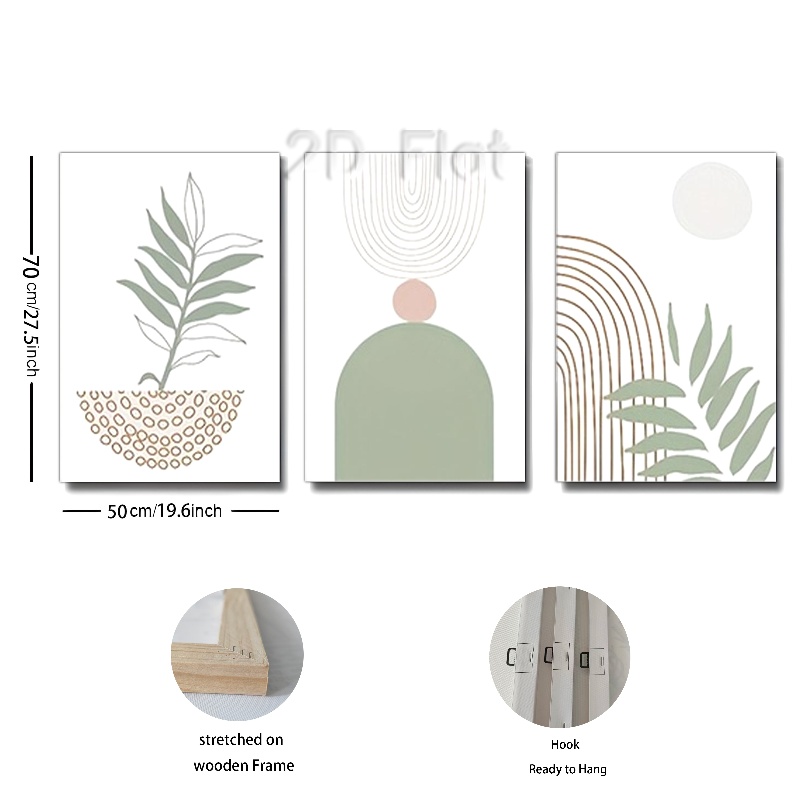 2D Flat
70 cm/27.5inch
50cm/19.6inch
stretched on
wooden Frame
Hook
Ready to Hang